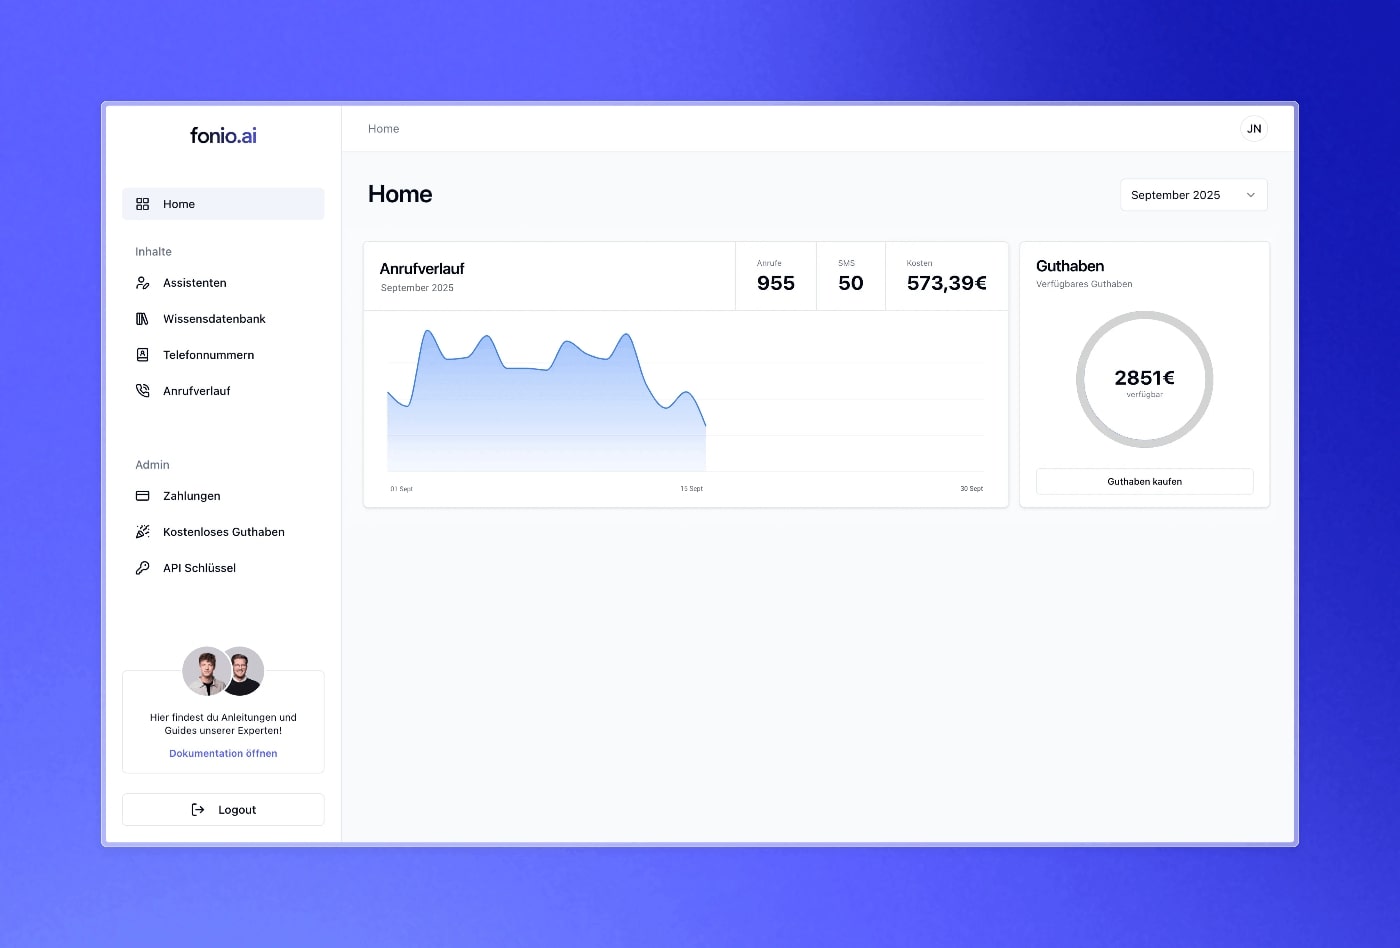 fonio.ai
Home
Inhalte
Assistenten
Wissensdatenbank
Telefonnummern
Anrufverlauf
Admin
Zahlungen
Kostenloses Guthaben
API Schlüssel
Hier findest du Anleitungen und
Guides unserer Experten!
Dokumentation öffnen
Logout
Home
JN
Home
September 2025
Anrufverlauf
September 2025
Anrufe
955
SMS
50
Kosten
573,39€
01 Sept
15 Sept
30 Sept
Guthaben
Verfügbares Guthaben
2851€
verfügbar
Guthaben kaufen